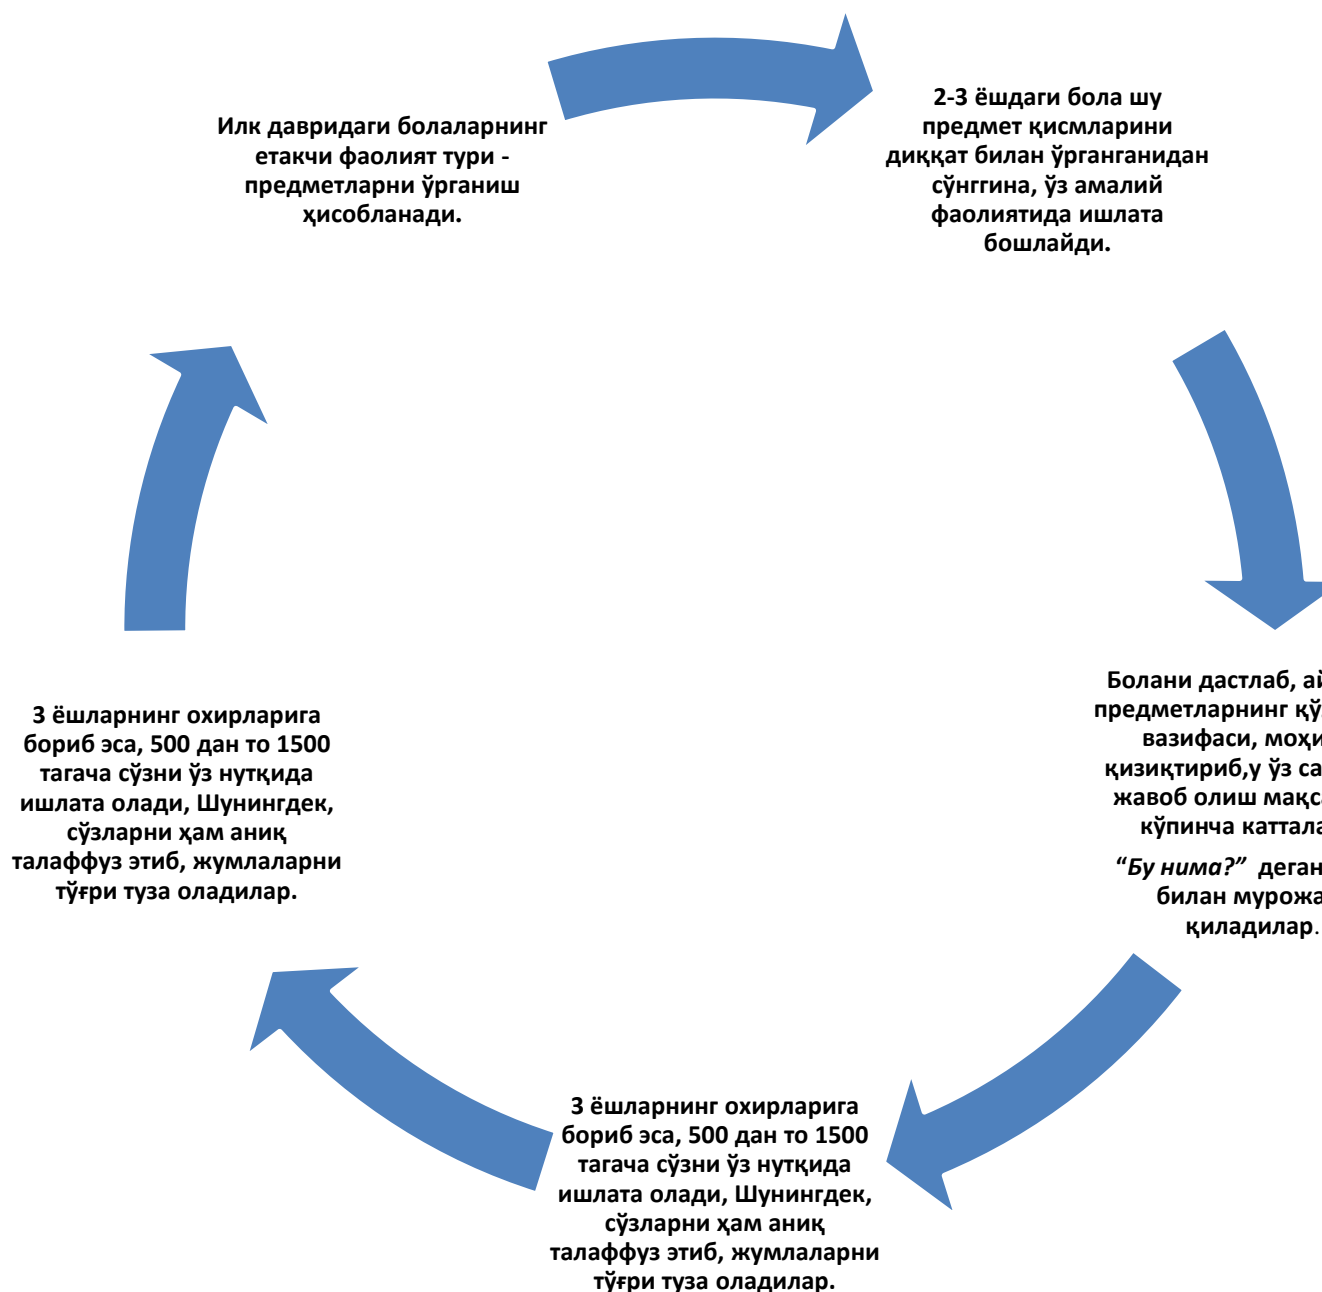 Илк давридаги болаларнинг
етакчи фаолият тури -
предметларни ўрганиш
ҳисобланади.
2-3 ёшдаги бола шу
предмет қисмларини
диққат билан ўрганганидан
сўнггина, ўз амалий
фаолиятида ишлата
бошлайди.
Болани дастлаб,
предметларнинг
вазифаси,
қизиқтириб,у ўз
жавоб олиш
кўпинча
“Бу нима?” деган
билан
қиладилар.
3 ёшларнинг охирларига
бориб эса, 500 дан то 1500
тагача сўзни ўз нутқида
ишлата олади, Шунингдек,
сўзларни ҳам аниқ
талаффуз этиб, жумлаларни
тўғри туза оладилар.
3 ёшларнинг охирларига
бориб эса, 500 дан то 1500
тагача сўзни ўз нутқида
ишлата олади, Шунингдек,
сўзларни ҳам аниқ
талаффуз этиб, жумлаларни
тўғри туза оладилар.